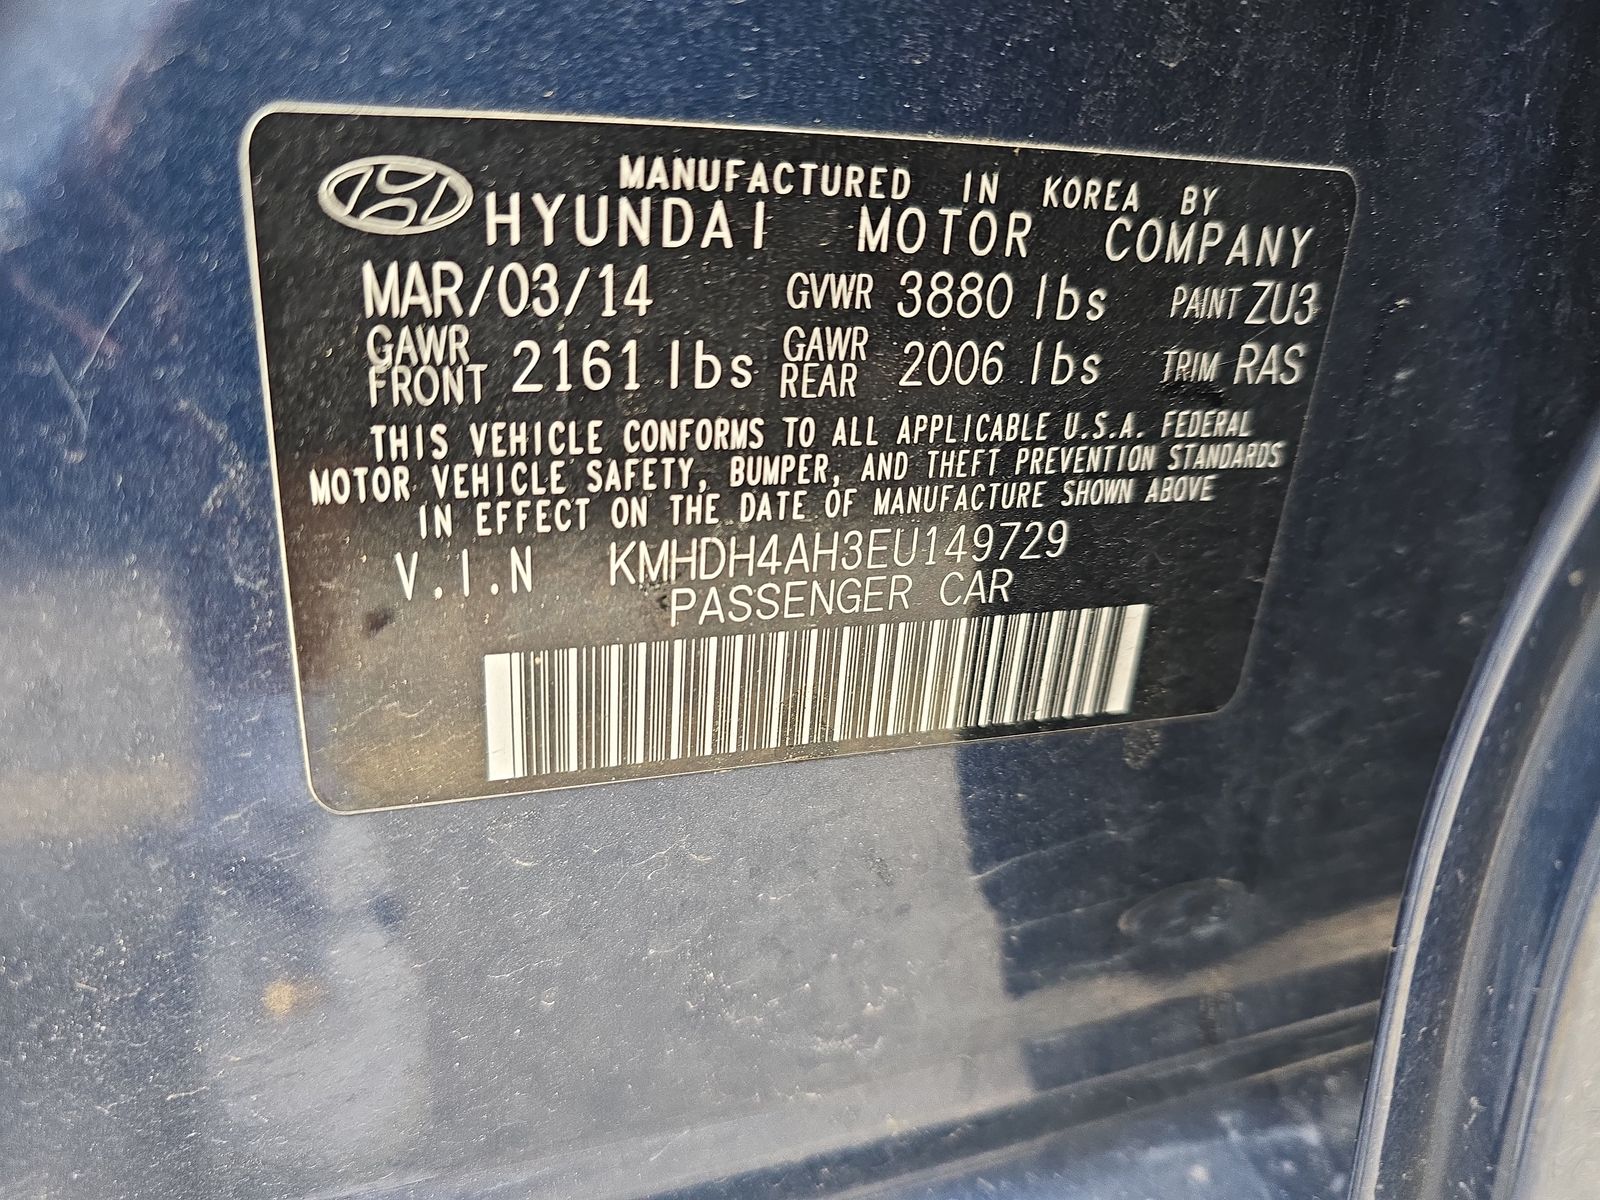 MANUFACTURED IN KOREA BY
HYUNDAI MOTOR COMPANY
MAR/03/14 GVWR 3880 lbs PAINT ZU3
GAWR FRONT 2161 lbs GAWR REAR 2006 lbs TRIM RAS
THIS VEHICLE CONFORMS TO ALL APPLICABLE U.S.A. FEDERAL
MOTOR VEHICLE SAFETY, BUMPER, AND THEFT PREVENTION STANDARDS
IN EFFECT ON THE DATE OF MANUFACTURE SHOWN ABOVE
V.I.N KMHDH4AH3EU149729
PASSENGER CAR